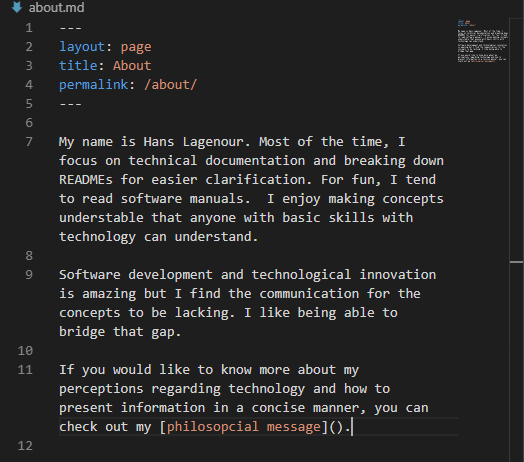 about.md
1 ---
2 layout: page
3 title: About
4 permalink: /about/
5 ---
6
7 My name is Hans Lagenour. Most of the time, I
focus on technical documentation and breaking down
READMEs for easier clarification. For fun, I tend
to read software manuals.  I enjoy making concepts
understable that anyone with basic skills with
technology can understand.
8
9 Software development and technological innovation
is amazing but I find the communication for the
concepts to be lacking. I like being able to
bridge that gap.
10
11 If you would like to know more about my
perceptions regarding technology and how to
present information in a concise manner, you can
check out my [philosopcial message]().
12